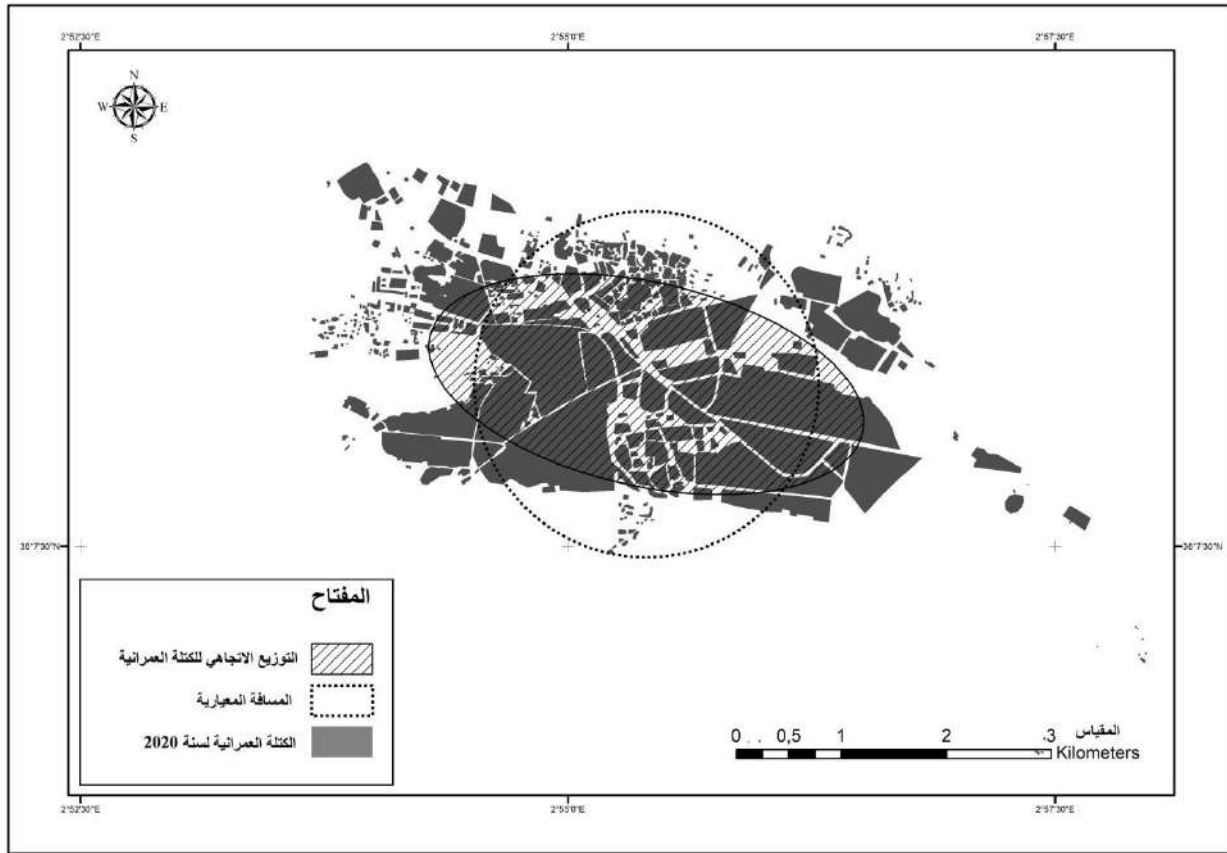 2°52'30"E 2°55'0"E 2°57'30"E
N
W E
S
36°7'30"N 36°7'30"N
المفتاح
التوزيع الاتجاهي للكتلة العمرانية
المسافة المعيارية
الكتلة العمرانية لسنة 2020
المقياس
0 0,5 1 2 3
Kilometers
2°52'30"E 2°55'0"E 2°57'30"E